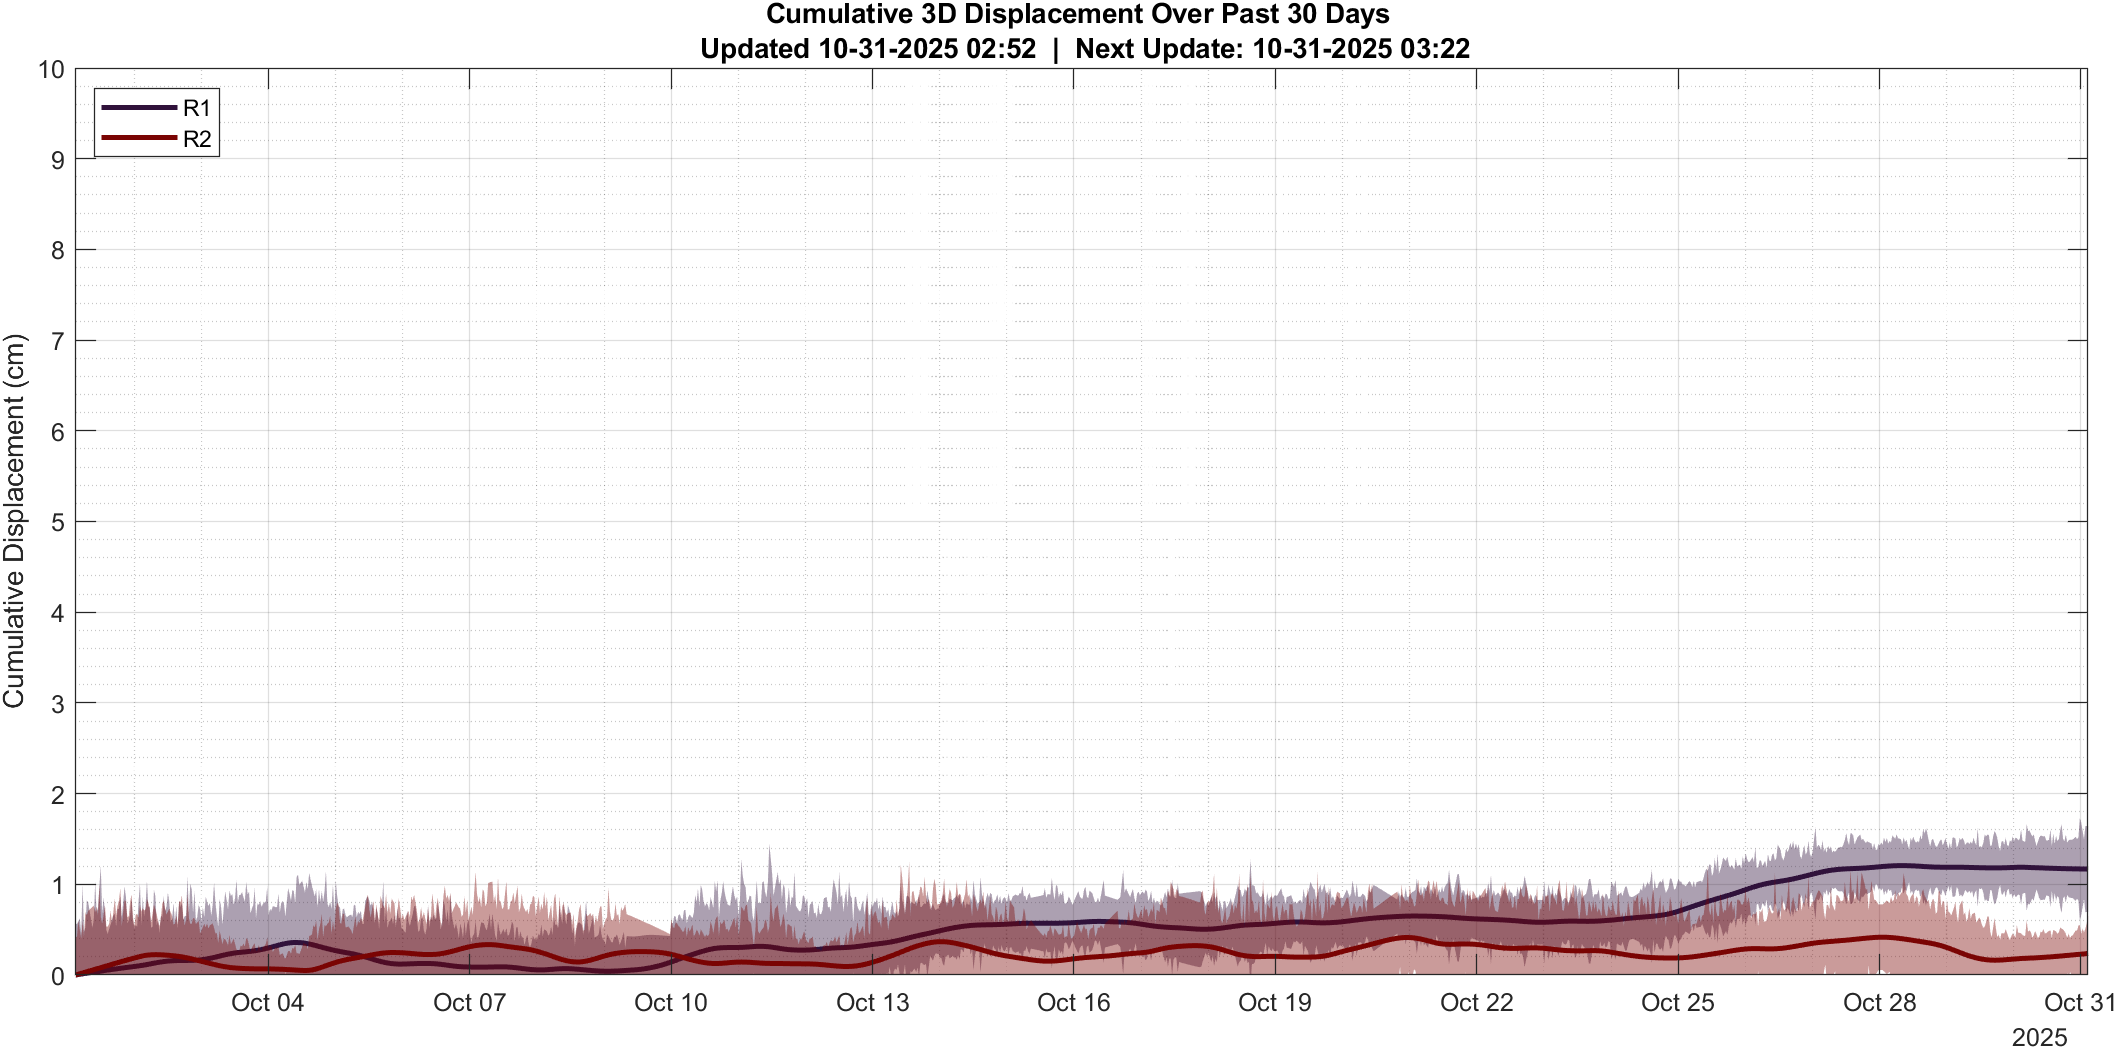 Cumulative 3D Displacement Over Past 30 Days
Updated 10-31-2025 02:52 | Next Update: 10-31-2025 03:22
R1
R2
Cumulative Displacement (cm)
10
9
8
7
6
5
4
3
2
1
0
Oct 04 Oct 07 Oct 10 Oct 13 Oct 16 Oct 19 Oct 22 Oct 25 Oct 28 Oct 31
2025